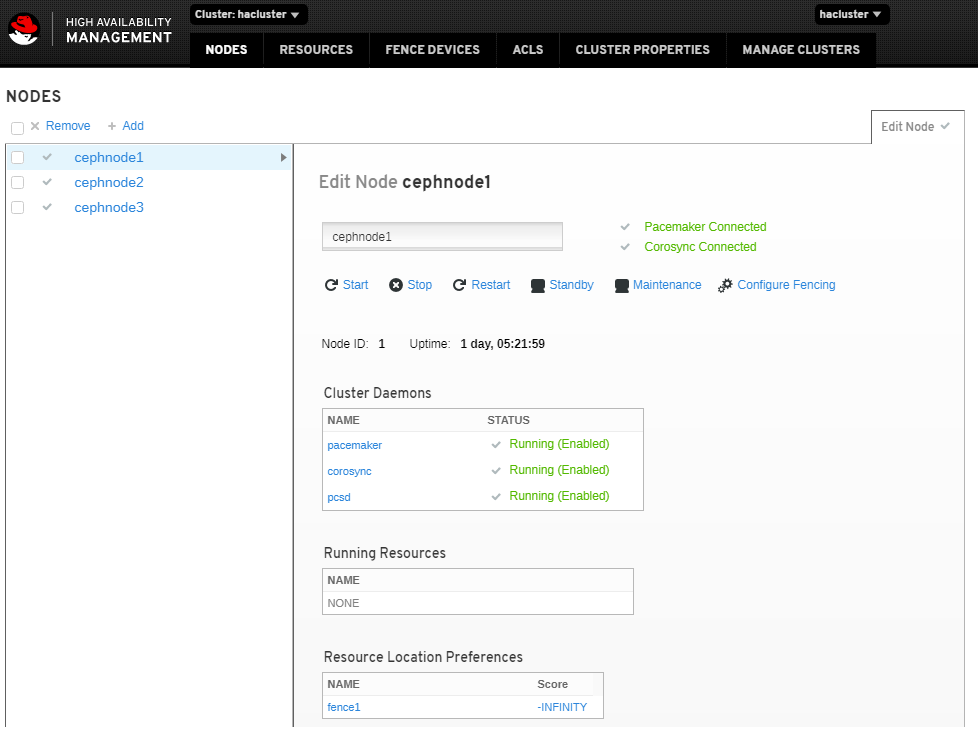 HIGH AVAILABILITY
MANAGEMENT
Cluster: hacluster
hacluster
NODES RESOURCES FENCE DEVICES ACLS CLUSTER PROPERTIES MANAGE CLUSTERS
NODES
Remove Add
Edit Node
cephnode1
cephnode2
cephnode3
Edit Node cephnode1
cephnode1
Pacemaker Connected
Corosync Connected
Start Stop Restart Standby Maintenance Configure Fencing
Node ID: 1 Uptime: 1 day, 05:21:59
Cluster Daemons
NAME STATUS
pacemaker Running (Enabled)
corosync Running (Enabled)
pcsd Running (Enabled)
Running Resources
NAME
NONE
Resource Location Preferences
NAME Score
fence1 -INFINITY